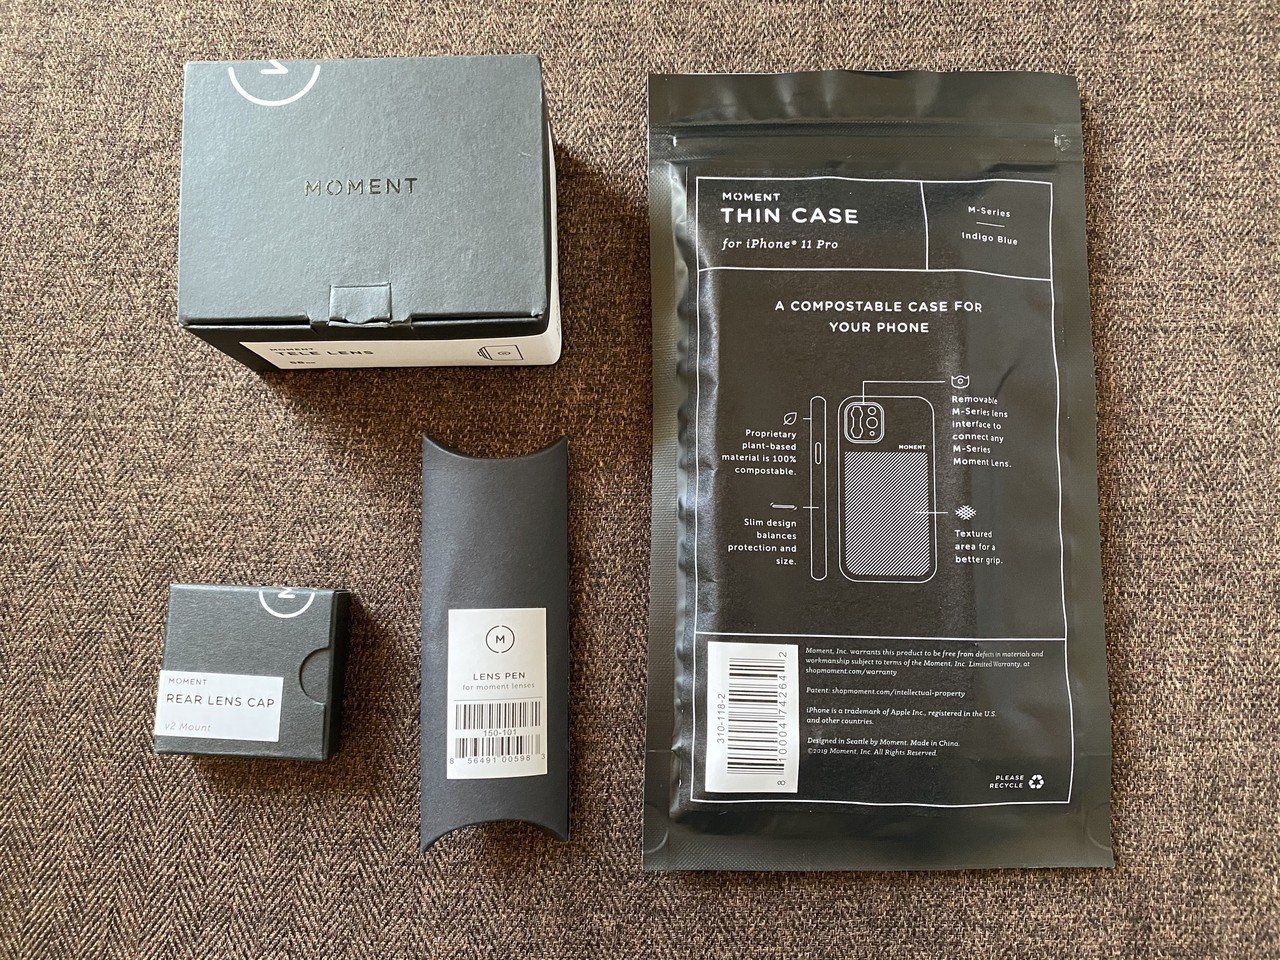 M
MOMENT
MOMENT
TELE LENS
58mm
MOMENT
THIN CASE
for iPhone® 11 Pro
M-Series
Indigo Blue
A COMPOSTABLE CASE FOR
YOUR PHONE
Proprietary
plant-based
material is 100%
compostable.
Slim design
balances
protection and
size.
MOMENT
Removable
M-Series lens
interface to
connect any
M-Series
Moment Lens.
Textured
area for a
better grip.
310-118-2
8 10004 74264 2
Moment, Inc. warrants this product to be free from defects in materials and
workmanship subject to terms of the Moment, Inc. Limited Warranty, at
shopmoment.com/warranty
Patent: shopmoment.com/intellectual-property
iPhone is a trademark of Apple Inc., registered in the U.S.
and other countries.
Designed in Seattle by Moment. Made in China.
©2019 Moment, Inc. All Rights Reserved.
PLEASE
RECYCLE
M
MOMENT
REAR LENS CAP
v2 Mount
M
LENS PEN
for moment lenses
150-101
8 56491 00598 3